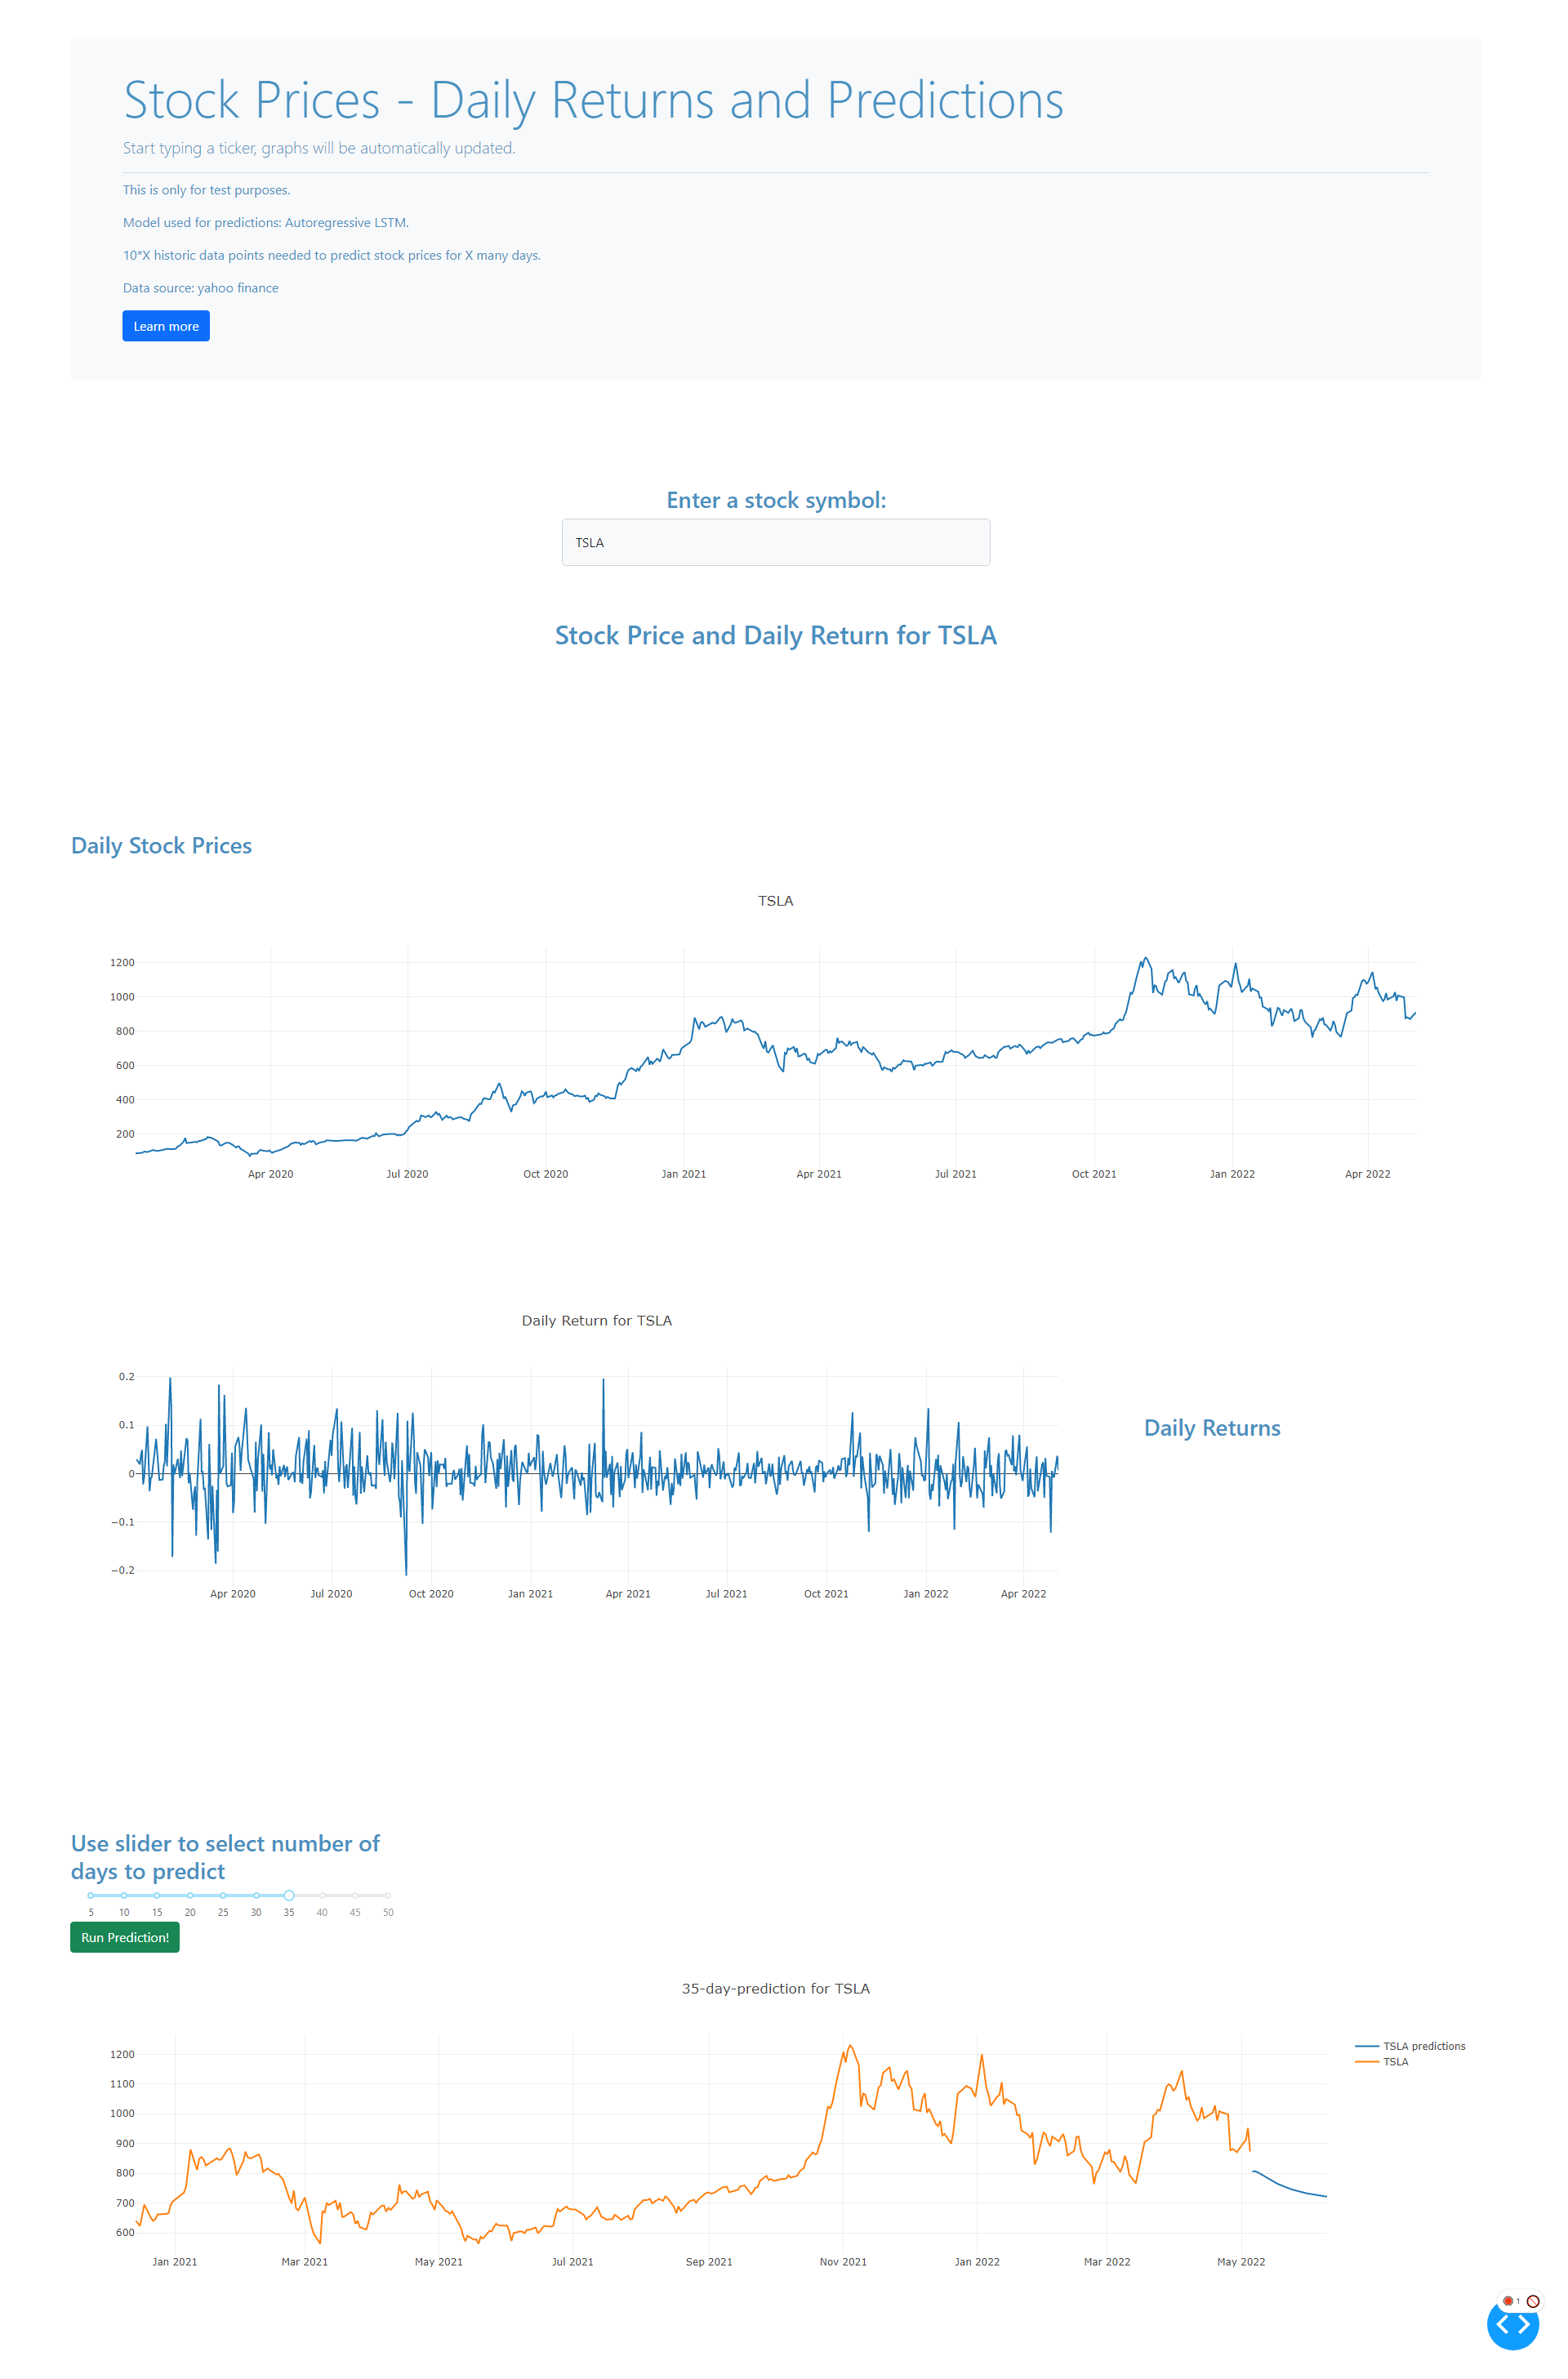 Stock Prices - Daily Returns and Predictions
Start typing a ticker, graphs will be automatically updated.
This is only for test purposes.
Model used for predictions: Autoregressive LSTM.
10*X historic data points needed to predict stock prices for X many days.
Data source: yahoo finance
Learn more
Enter a stock symbol:
TSLA
Stock Price and Daily Return for TSLA
Daily Stock Prices
TSLA
1200
1000
800
600
400
200
Apr 2020 Jul 2020 Oct 2020 Jan 2021 Apr 2021 Jul 2021 Oct 2021 Jan 2022 Apr 2022
Daily Return for TSLA
0.2
0.1
0
−0.1
−0.2
Apr 2020 Jul 2020 Oct 2020 Jan 2021 Apr 2021 Jul 2021 Oct 2021 Jan 2022 Apr 2022
Daily Returns
Use slider to select number of
days to predict
5 10 15 20 25 30 35 40 45 50
Run Prediction!
35-day-prediction for TSLA
1200
1100
1000
900
800
700
600
Jan 2021 Mar 2021 May 2021 Jul 2021 Sep 2021 Nov 2021 Jan 2022 Mar 2022 May 2022
TSLA predictions
TSLA
1